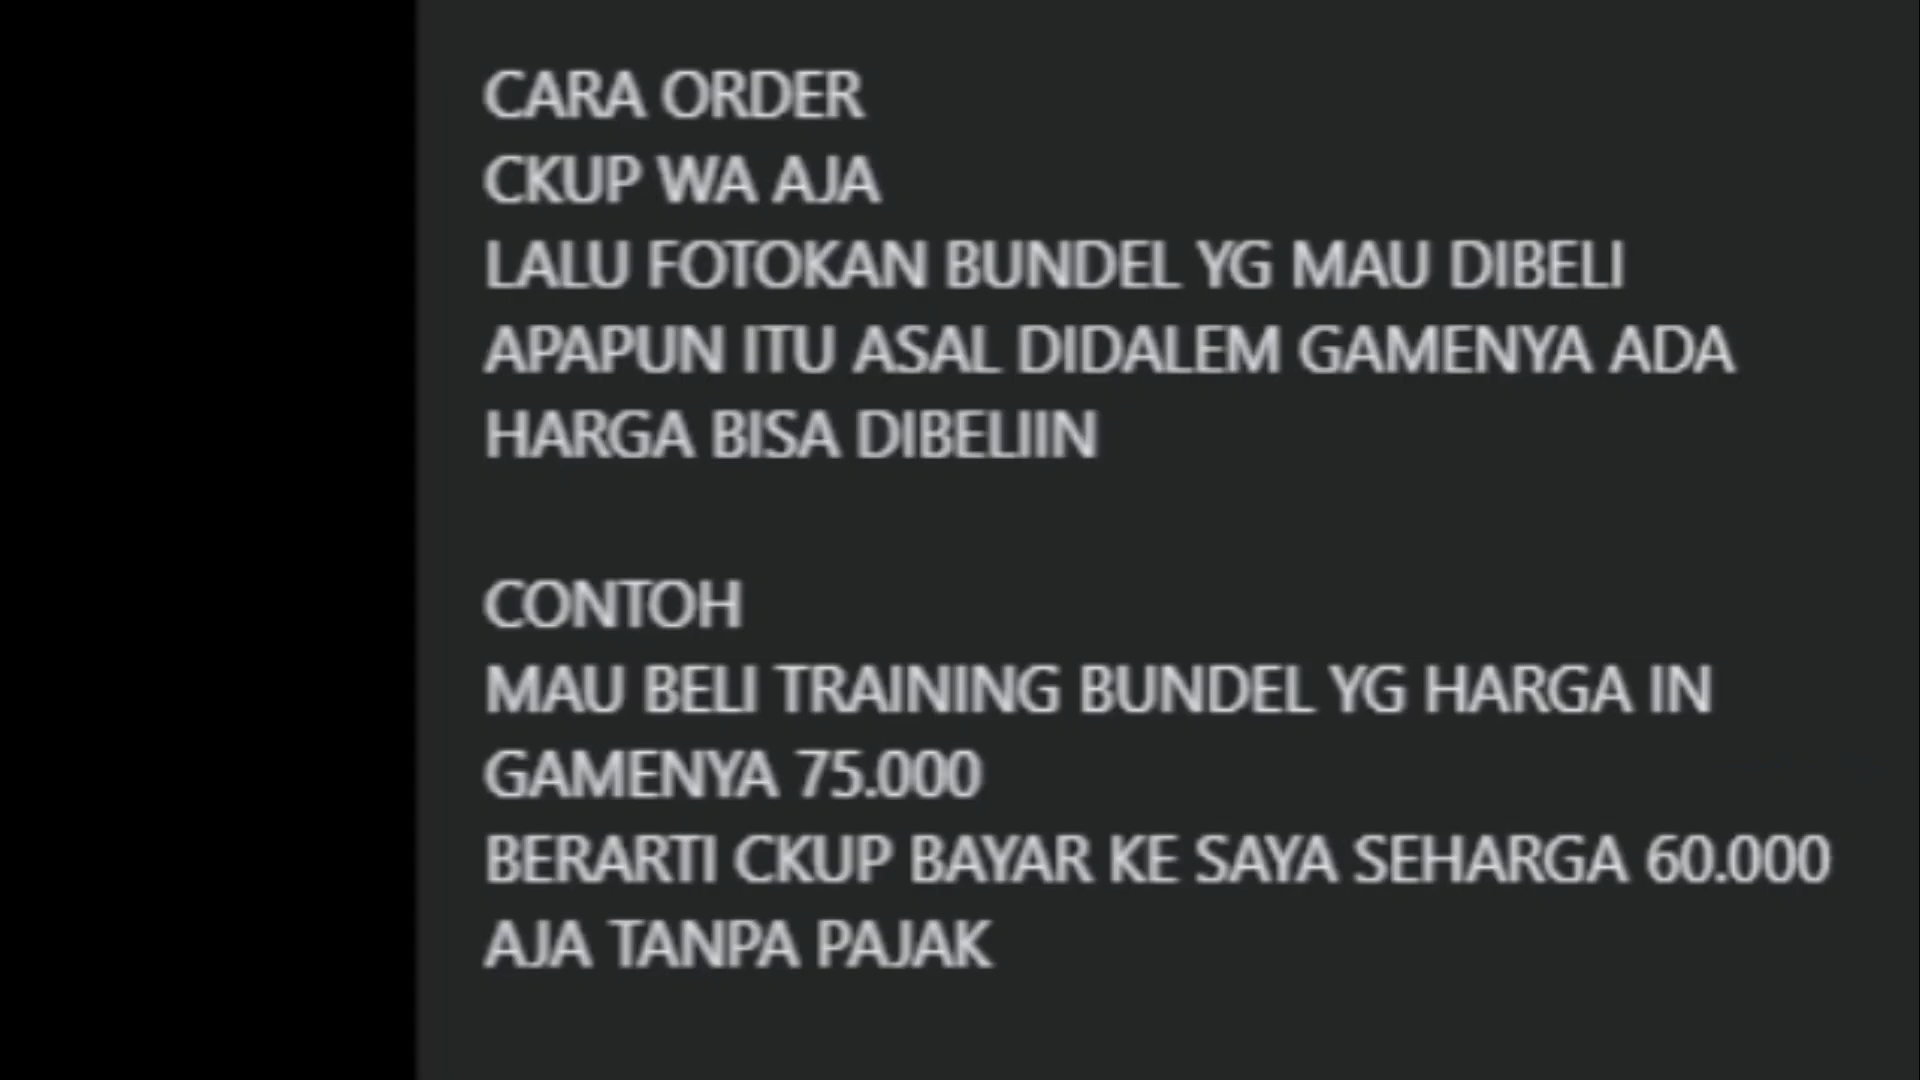 CARA ORDER
CKUP WA AJA
LALU FOTOKAN BUNDEL YG MAU DIBELI
APAPUN ITU ASAL DIDALEM GAMENYA ADA
HARGA BISA DIBELIIN
CONTOH
MAU BELI TRAINING BUNDEL YG HARGA IN
GAMENYA 75.000
BERARTI CKUP BAYAR KE SAYA SEHARGA 60.000
AJA TANPA PAJAK